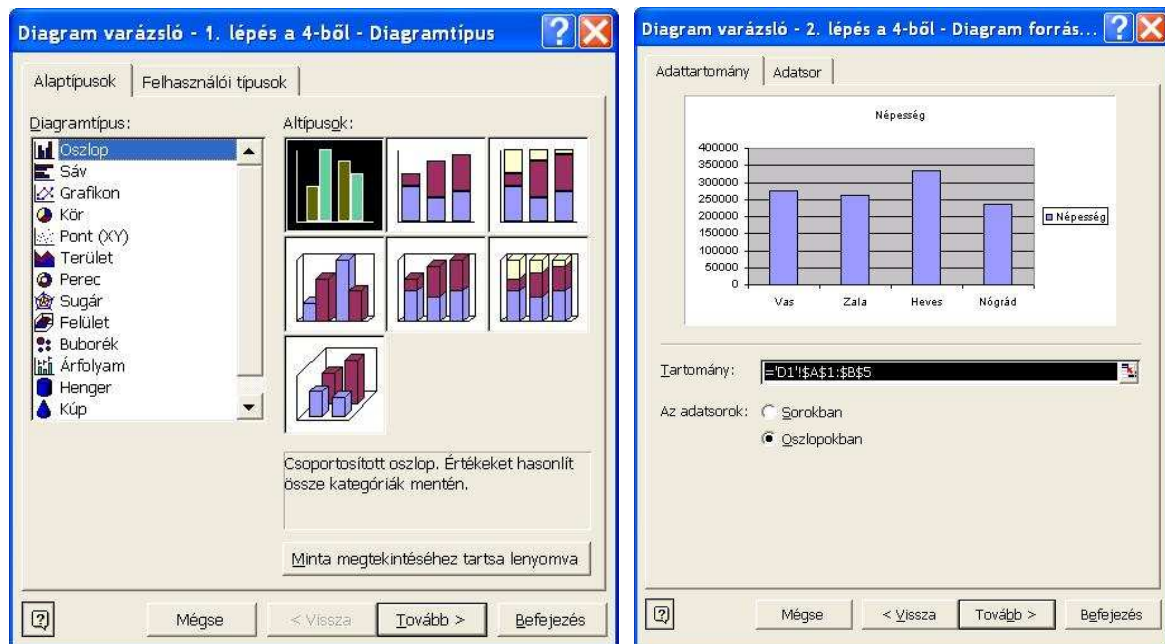 Diagram varázsló - 1. lépés a 4-ből - Diagramtípus
Alaptípusok
Felhasználói típusok
Diagramtípus:
Oszlop
Sáv
Grafikon
Kör
Pont (XY)
Terület
Perec
Sugár
Felület
Buborék
Árfolyam
Henger
Kúp
Altípusok:
Csoportosított oszlop. Értékeket hasonlít
össze kategóriák mentén.
Minta megtekintéséhez tartsa lenyomva
Mégse
< Vissza
Tovább >
Befejezés
Diagram varázsló - 2. lépés a 4-ből - Diagram forrás...
Adattartomány
Adatsor
Népesség
400000
350000
300000
250000
200000
150000
100000
50000
0
Vas
Zala
Heves
Nógrád
Népesség
Tartomány:
='D1'!$A$1:$B$5
Az adatsorok:
Sorokban
Oszlopokban
Mégse
< Vissza
Tovább >
Befejezés